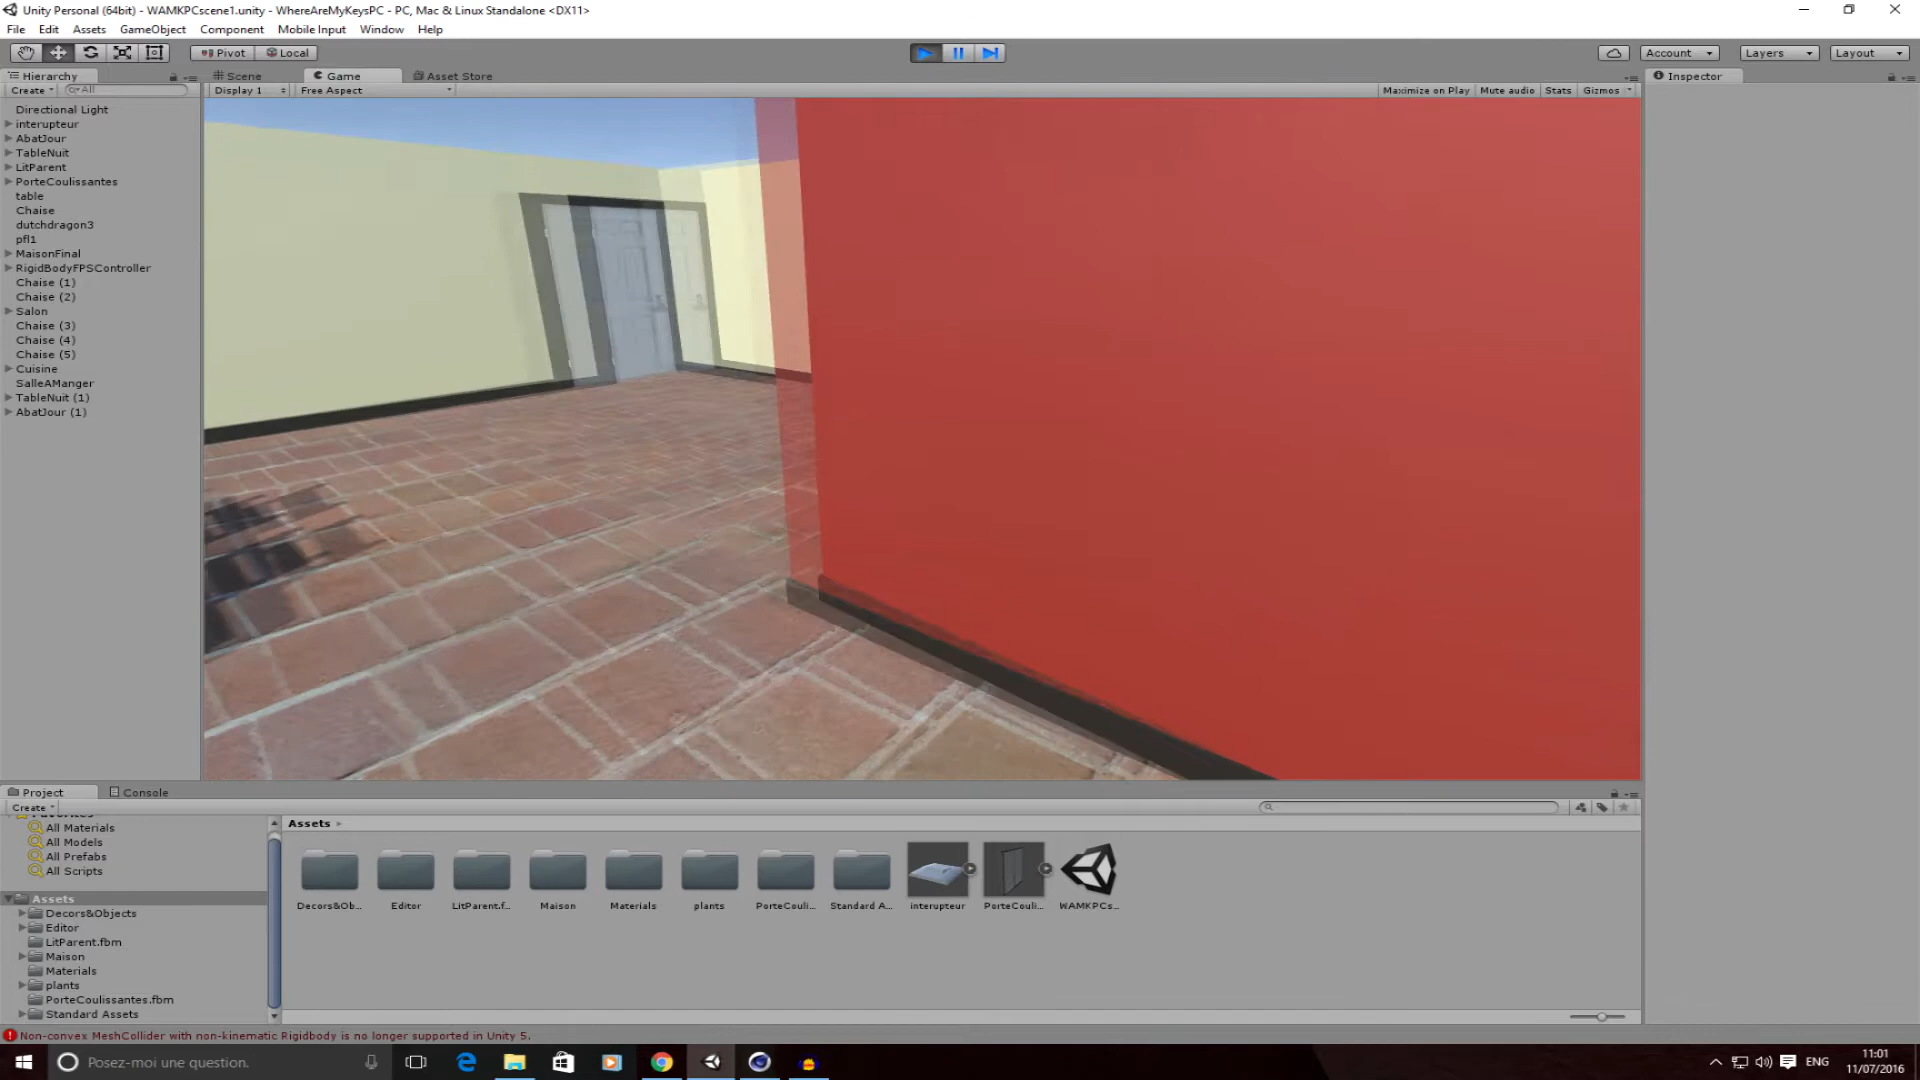 Unity Personal (64bit) - WAMKPCscene1.unity - WhereAreMyKeysPC - PC, Mac & Linux Standalone <DX11>
File Edit Assets GameObject Component Mobile Input Window Help
Pivot Local Account Layers Layout
Hierarchy Scene Game Asset Store Inspector
Create All Display 1 Free Aspect Maximize on Play Mute audio Stats Gizmos
Directional Light
interupteur
AbatJour
TableNuit
LitParent
PorteCoulissantes
table
Chaise
dutchdragon3
pfl1
MaisonFinal
RigidBodyFPSController
Chaise (1)
Chaise (2)
Salon
Chaise (3)
Chaise (4)
Chaise (5)
Cuisine
SalleAManger
TableNuit (1)
AbatJour (1)
Project Console
Create
Favorites
All Materials
All Models
All Prefabs
All Scripts
Assets
Decors&Objects
Editor
LitParent.fbm
Maison
Materials
plants
PorteCoulissantes.fbm
Standard Assets
Assets
Decors&Ob... Editor LitParent.f... Maison Materials plants PorteCouli... Standard A... interupteur PorteCouli... WAMKPCs...
Non-convex MeshCollider with non-kinematic Rigidbody is no longer supported in Unity 5.
Posez-moi une question. ENG
11:01
11/07/2016